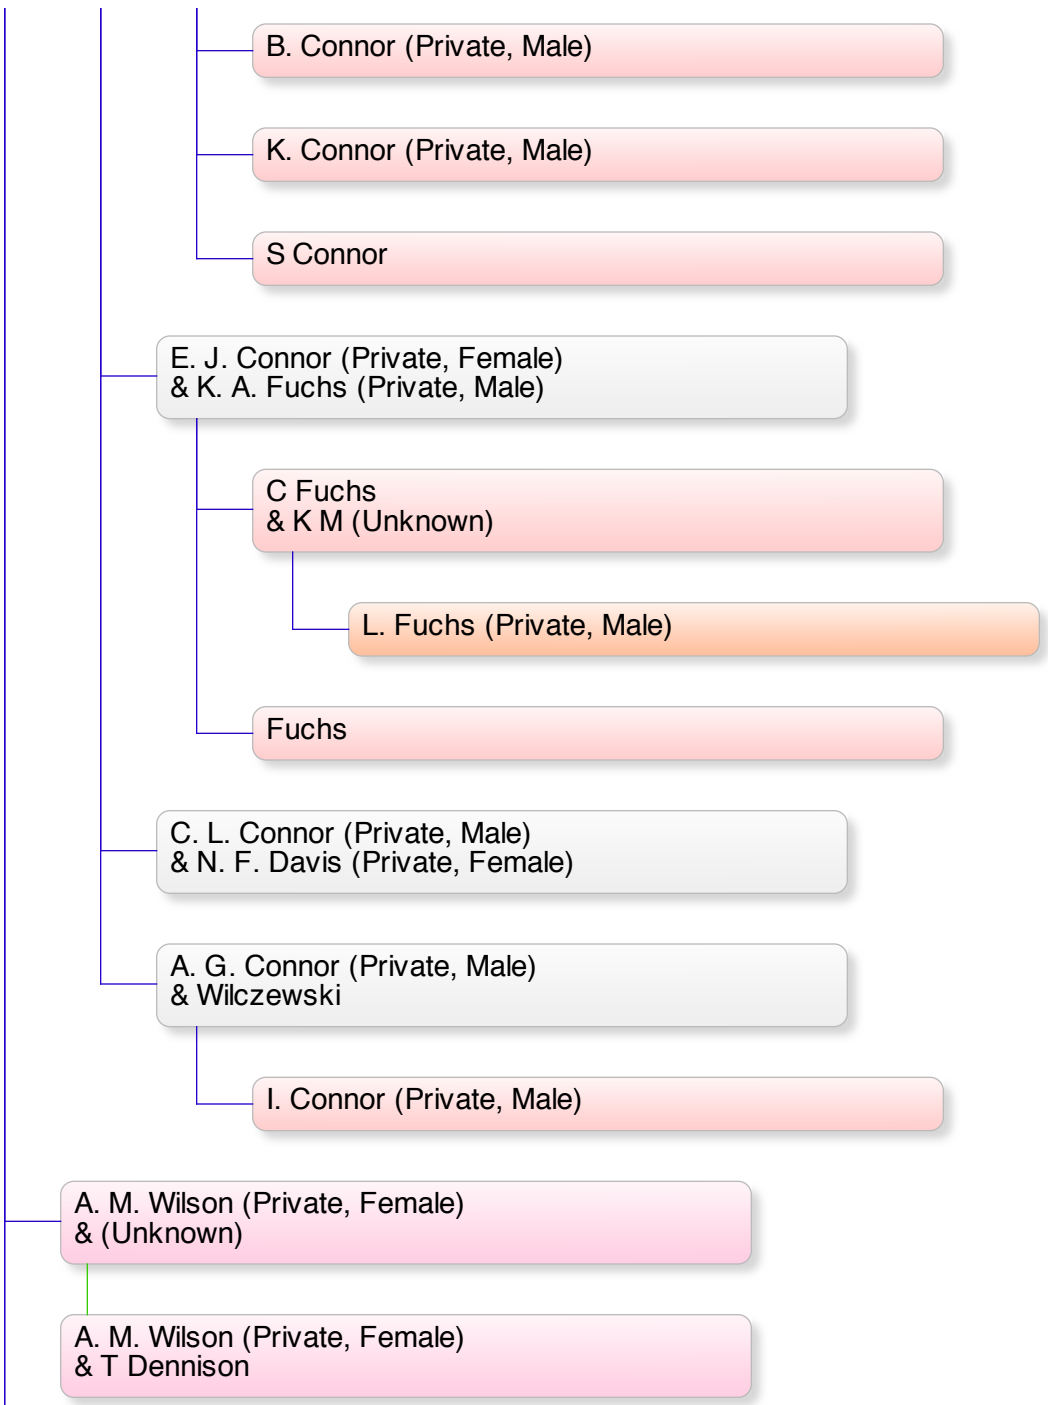 B. Connor (Private, Male)
K. Connor (Private, Male)
S Connor
E. J. Connor (Private, Female)
& K. A. Fuchs (Private, Male)
C Fuchs
& K M (Unknown)
L. Fuchs (Private, Male)
Fuchs
C. L. Connor (Private, Male)
& N. F. Davis (Private, Female)
A. G. Connor (Private, Male)
& Wilczewski
I. Connor (Private, Male)
A. M. Wilson (Private, Female)
& (Unknown)
A. M. Wilson (Private, Female)
& T Dennison